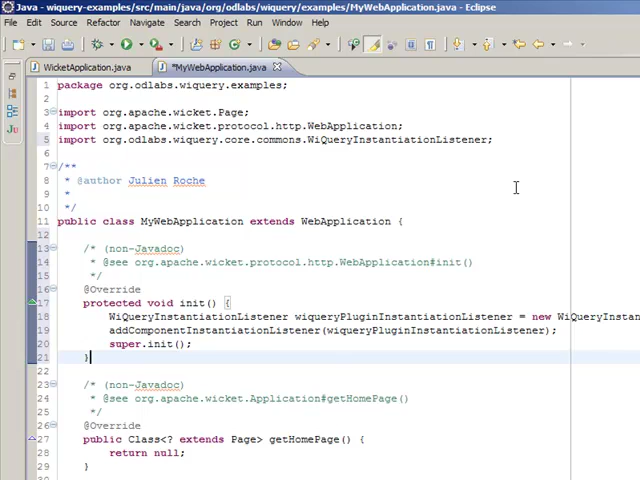 Java - wiquery-examples/src/main/java/org/odlabs/wiquery/examples/MyWebApplication.java - Eclipse
File Edit Source Refactor Navigate Search Project Run Window Help
WicketApplication.java *MyWebApplication.java
1 package org.odlabs.wiquery.examples;
2
3 import org.apache.wicket.Page;
4 import org.apache.wicket.protocol.http.WebApplication;
5 import org.odlabs.wiquery.core.commons.WiQueryInstantiationListener;
6
7 /**
8 * @author Julien Roche
9 *
10 */
11 public class MyWebApplication extends WebApplication {
12
13 /* (non-Javadoc)
14 * @see org.apache.wicket.protocol.http.WebApplication#init()
15 */
16 @Override
17 protected void init() {
18 WiQueryInstantiationListener wiqueryPluginInstantiationListener = new WiQueryInstan
19 addComponentInstantiationListener(wiqueryPluginInstantiationListener);
20 super.init();
21 }
22
23 /* (non-Javadoc)
24 * @see org.apache.wicket.Application#getHomePage()
25 */
26 @Override
27 public Class<? extends Page> getHomePage() {
28 return null;
29 }